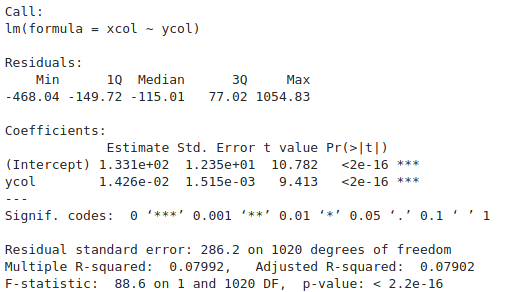 Call:
lm(formula = xcol ~ ycol)
Residuals:
    Min      1Q  Median      3Q     Max
-468.04 -149.72 -115.01   77.02 1054.83
Coefficients:
             Estimate Std. Error t value Pr(>|t|)
(Intercept) 1.331e+02  1.235e+01  10.782   <2e-16 ***
ycol        1.426e-02  1.515e-03   9.413   <2e-16 ***
---
Signif. codes:  0 ‘***’ 0.001 ‘**’ 0.01 ‘*’ 0.05 ‘.’ 0.1 ‘ ’ 1
Residual standard error: 286.2 on 1020 degrees of freedom
Multiple R-squared:  0.07992,   Adjusted R-squared:  0.07902
F-statistic:  88.6 on 1 and 1020 DF,  p-value: < 2.2e-16